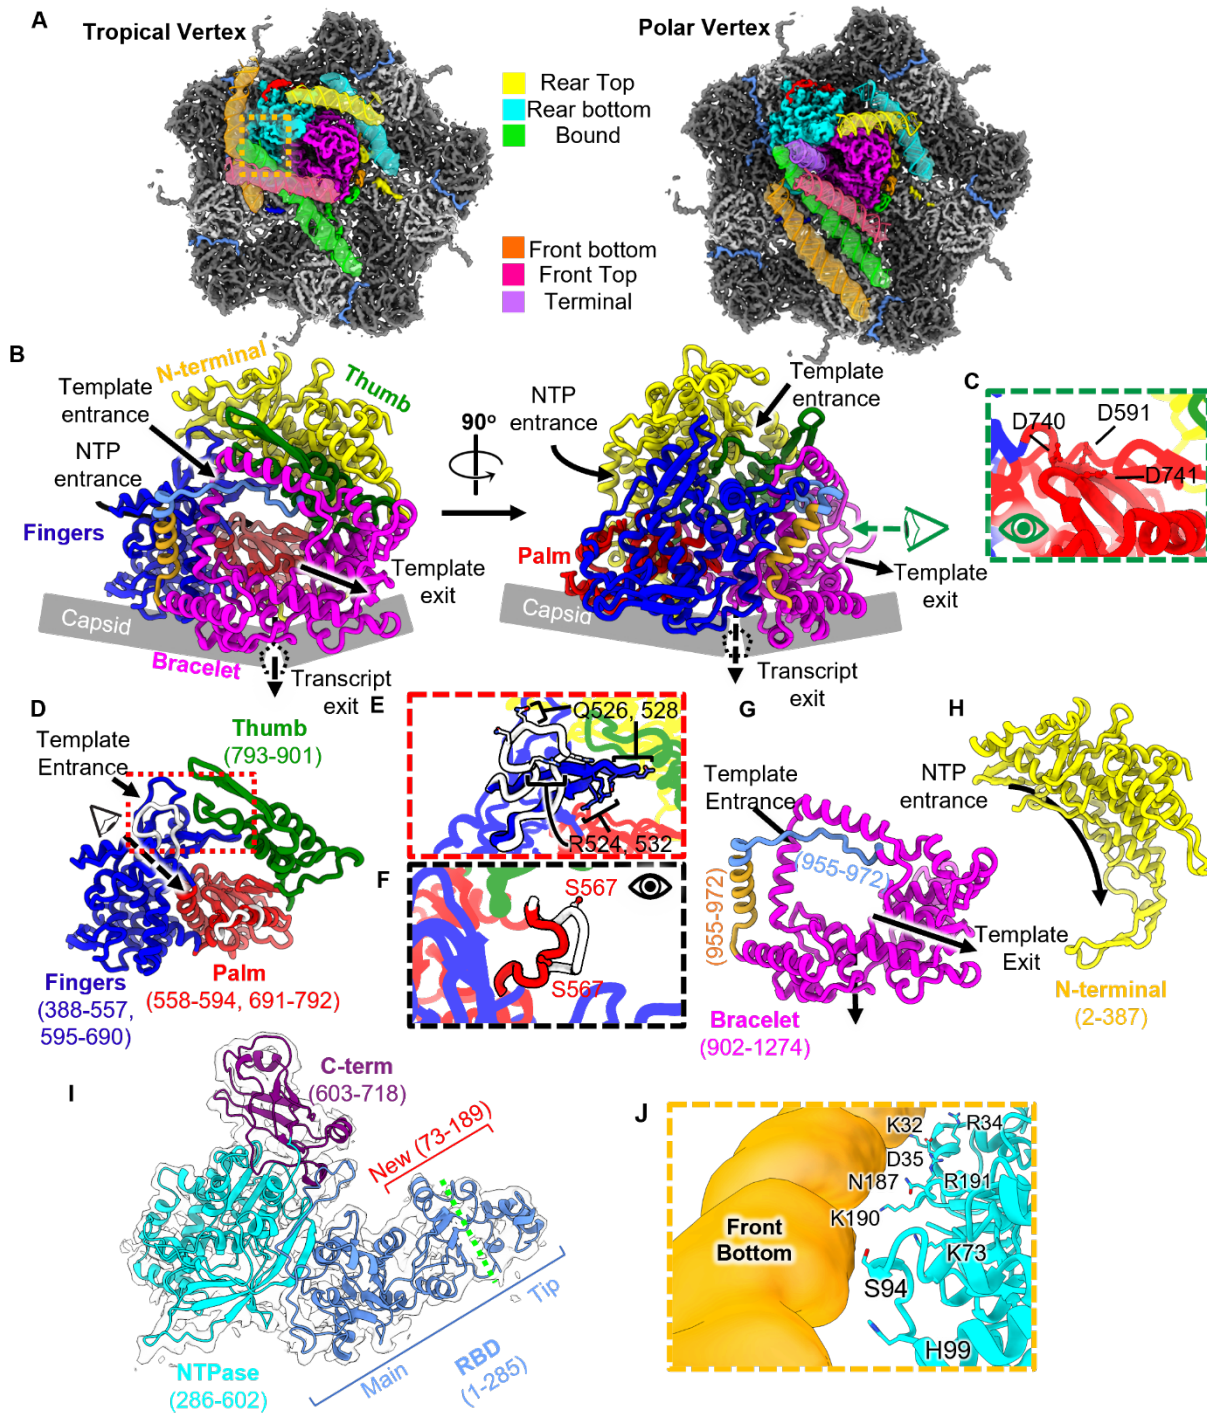 A
Tropical Vertex
Polar Vertex
Rear Top
Rear bottom
Bound
Front bottom
Front Top
Terminal
B
N-terminal
Template
entrance
Thumb
NTP
entrance
Fingers
90°
NTP
entrance
Template
entrance
Palm
Template
exit
Template
exit
Capsid
Capsid
Bracelet
Transcript
exit
Transcript
exit
C
D740
D591
D741
D
Template
Entrance
Thumb
(793-901)
Fingers
(388-557,
595-690)
Palm
(558-594, 691-792)
E
Q526, 528
R524, 532
F
S567
S567
G
Template
Entrance
(955-972)
(955-972)
Template
Exit
Bracelet
(902-1274)
H
NTP
entrance
N-terminal
(2-387)
I
C-term
(603-718)
New (73-189)
Tip
Main
RBD
(1-285)
NTPase
(286-602)
J
K32
R34
D35
N187
R191
K190
Front
Bottom
K73
S94
H99